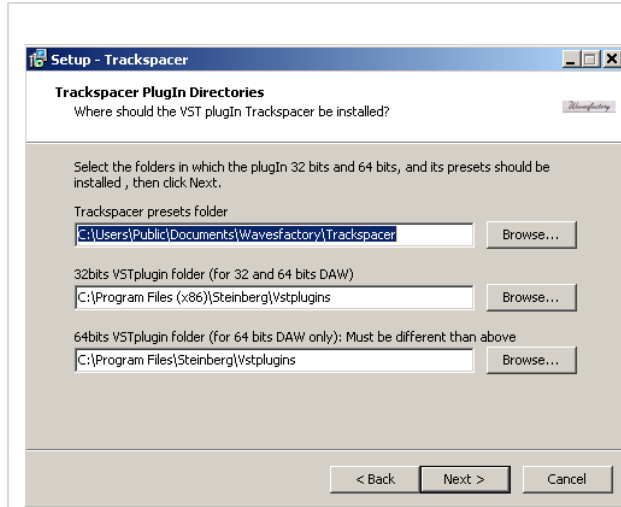 Setup - Trackspacer
Trackspacer PlugIn Directories
Where should the VST plugIn Trackspacer be installed?
Wavesfactory
Select the folders in which the plugIn 32 bits and 64 bits, and its presets should be
installed , then click Next.
Trackspacer presets folder
C:\Users\Public\Documents\Wavesfactory\Trackspacer
Browse...
32bits VSTplugin folder (for 32 and 64 bits DAW)
C:\Program Files (x86)\Steinberg\Vstplugins
Browse...
64bits VSTplugin folder (for 64 bits DAW only): Must be different than above
C:\Program Files\Steinberg\Vstplugins
Browse...
< Back
Next >
Cancel